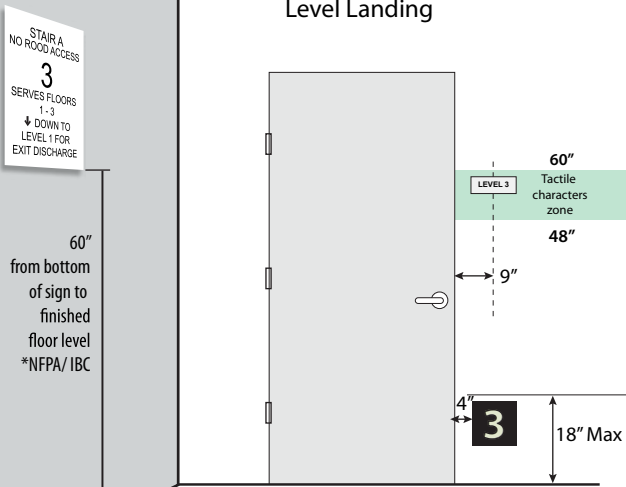 Level Landing
STAIR A
NO ROOD ACCESS
3
SERVES FLOORS
1 - 3
↓ DOWN TO
LEVEL 1 FOR
EXIT DISCHARGE
60”
from bottom
of sign to
finished
floor level
*NFPA/ IBC
LEVEL 3
60”
Tactile
characters
zone
48”
9”
4”
3
18” Max